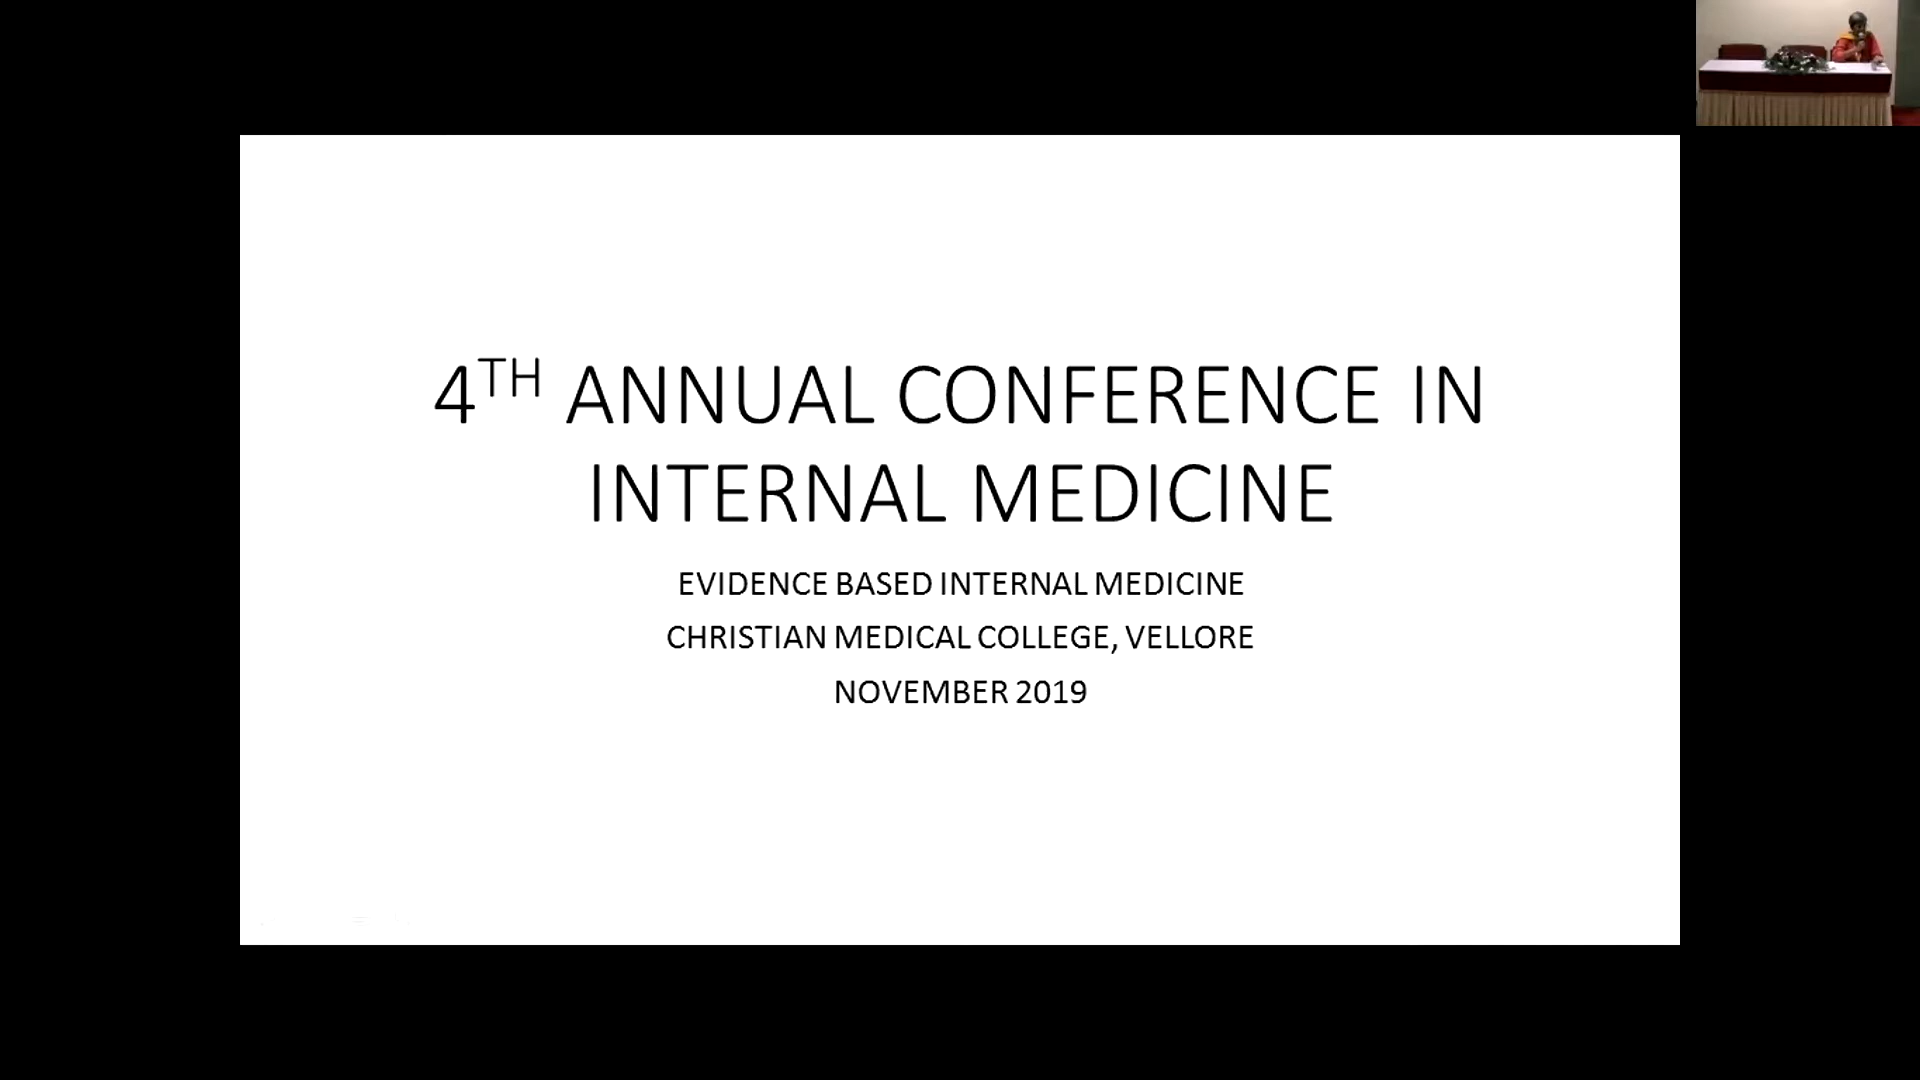 4TH ANNUAL CONFERENCE IN
INTERNAL MEDICINE
EVIDENCE BASED INTERNAL MEDICINE
CHRISTIAN MEDICAL COLLEGE, VELLORE
NOVEMBER 2019